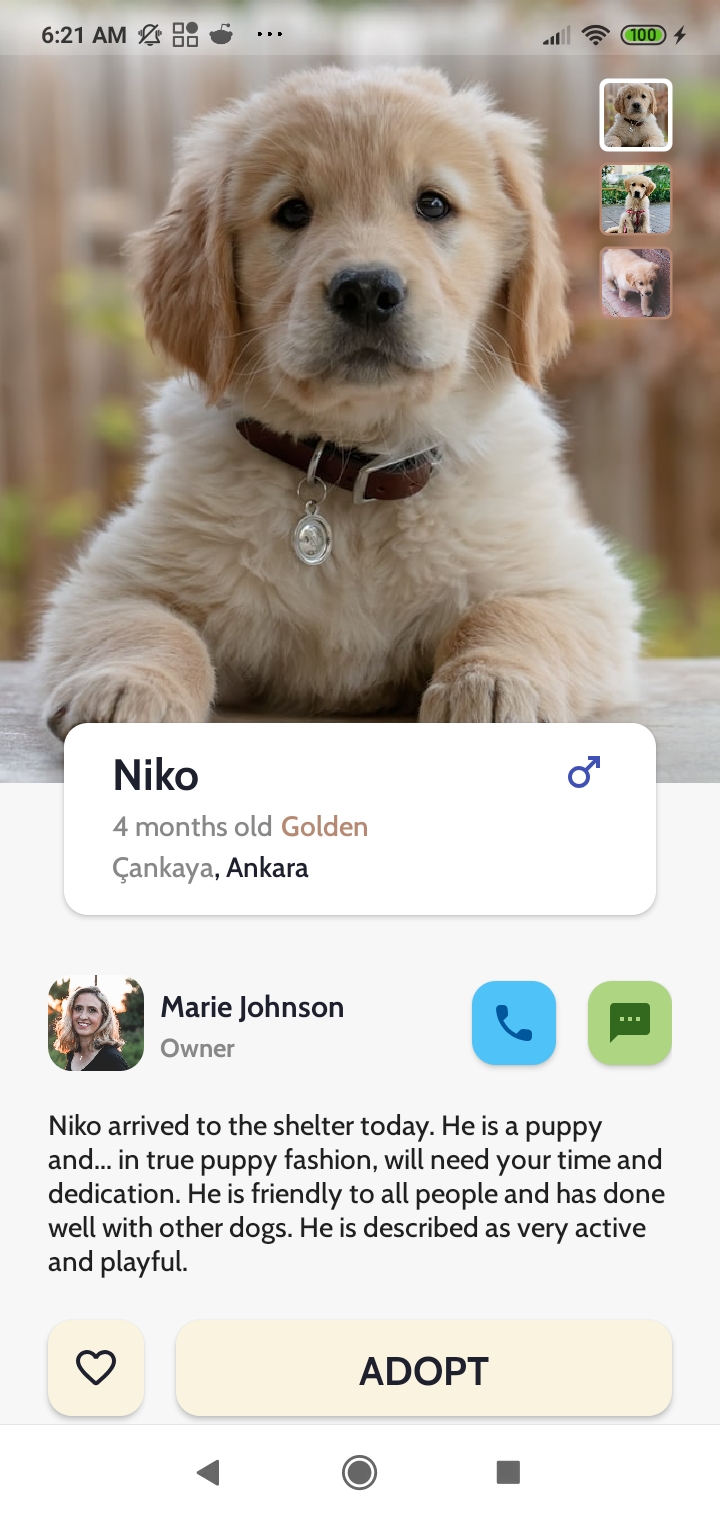 6:21 AM
100
Niko
4 months old Golden
Çankaya, Ankara
Marie Johnson
Owner
Niko arrived to the shelter today. He is a puppy
and... in true puppy fashion, will need your time and
dedication. He is friendly to all people and has done
well with other dogs. He is described as very active
and playful.
ADOPT